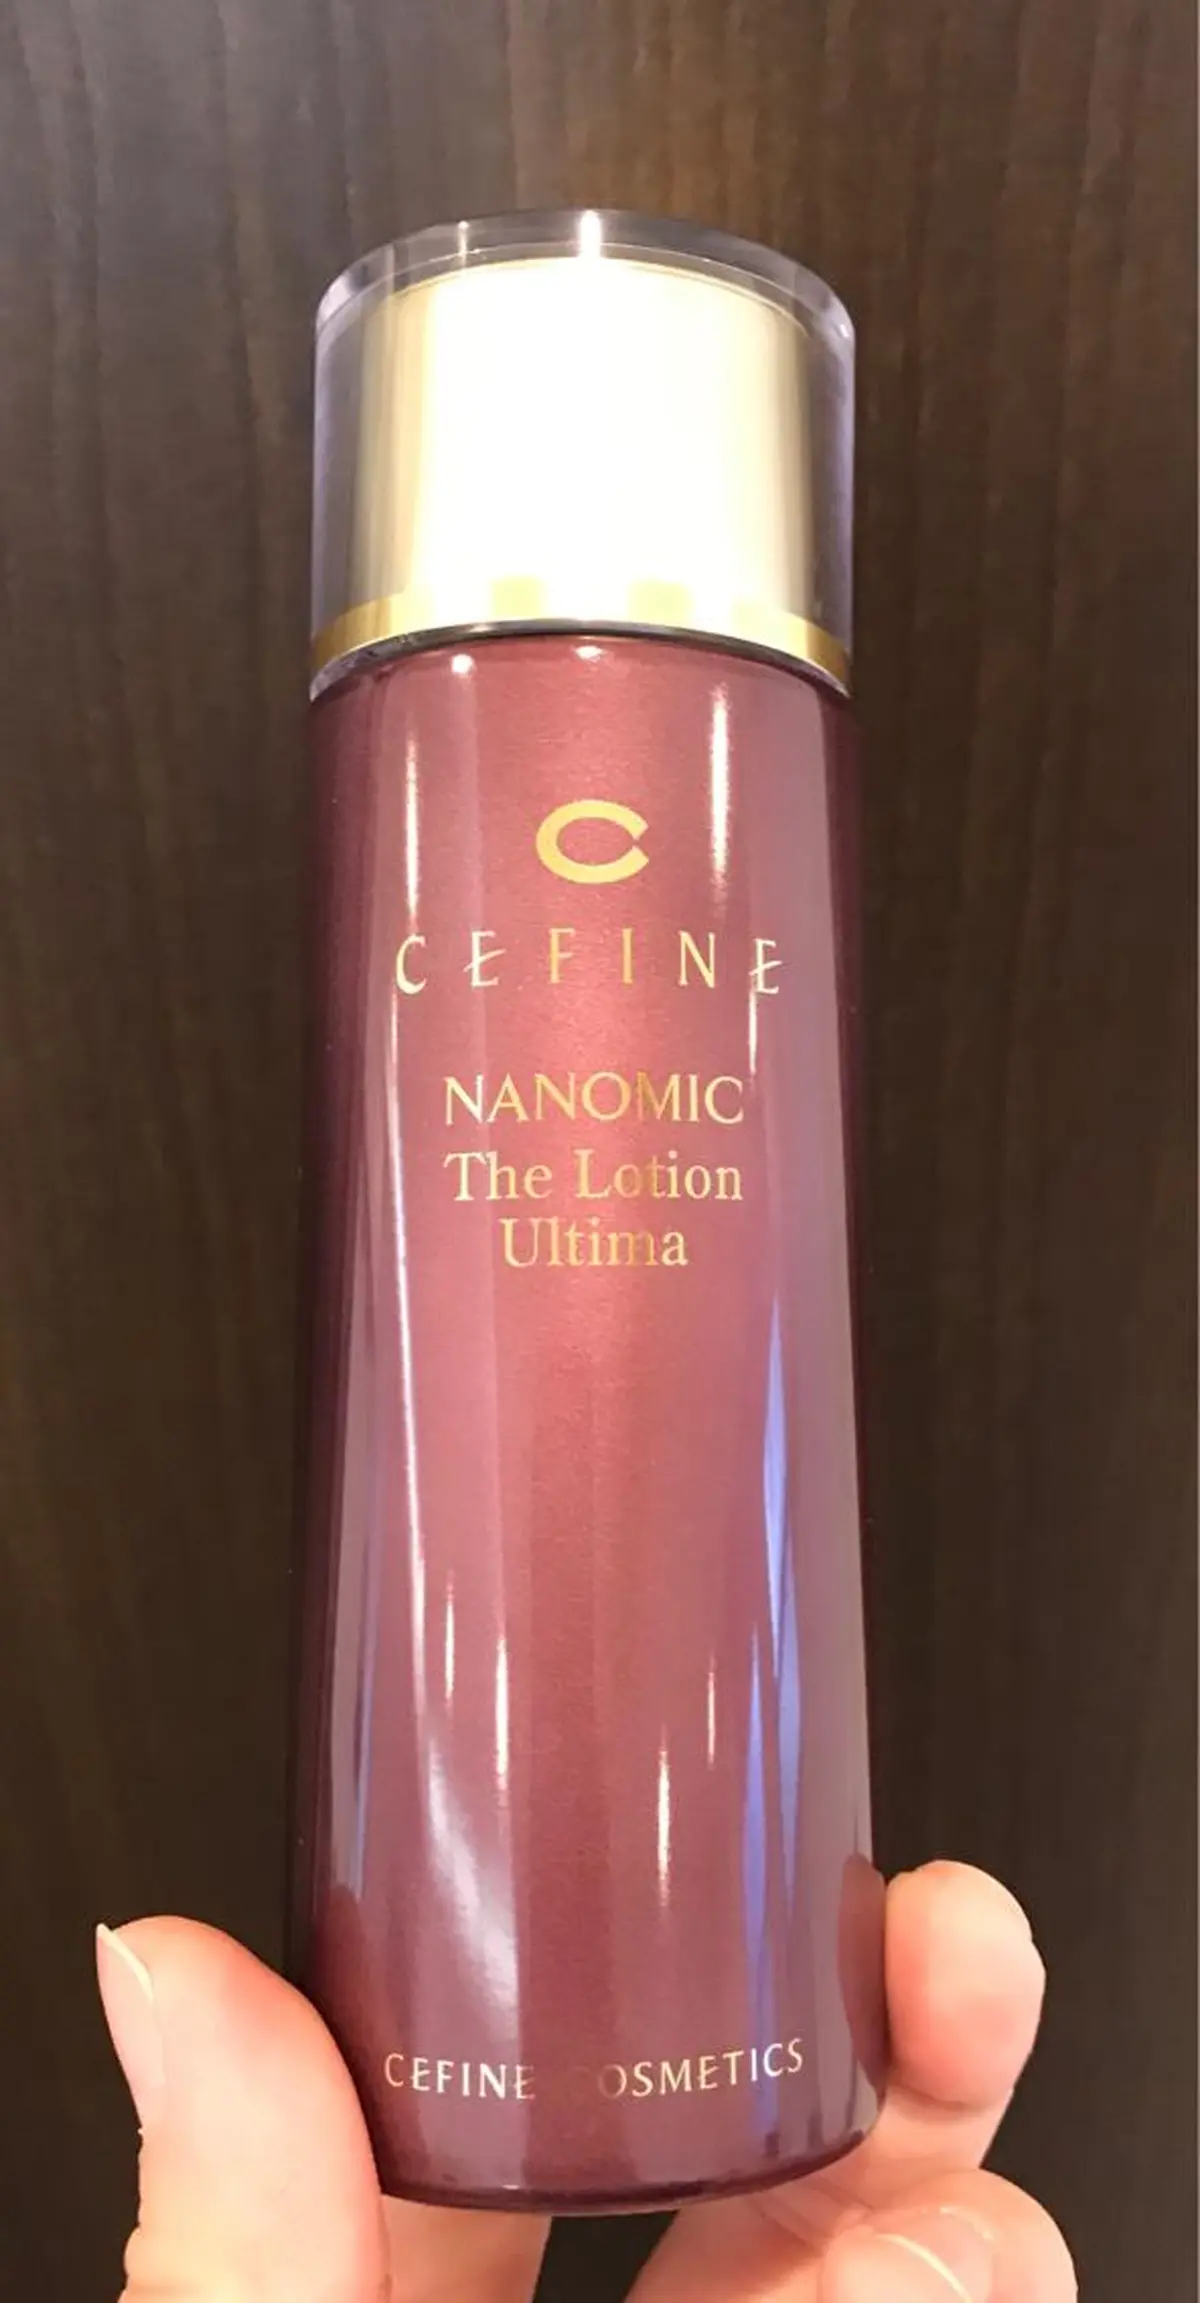 C
CEFINE
NANOMIC
The Lotion
Ultima
CEFINE COSMETICS